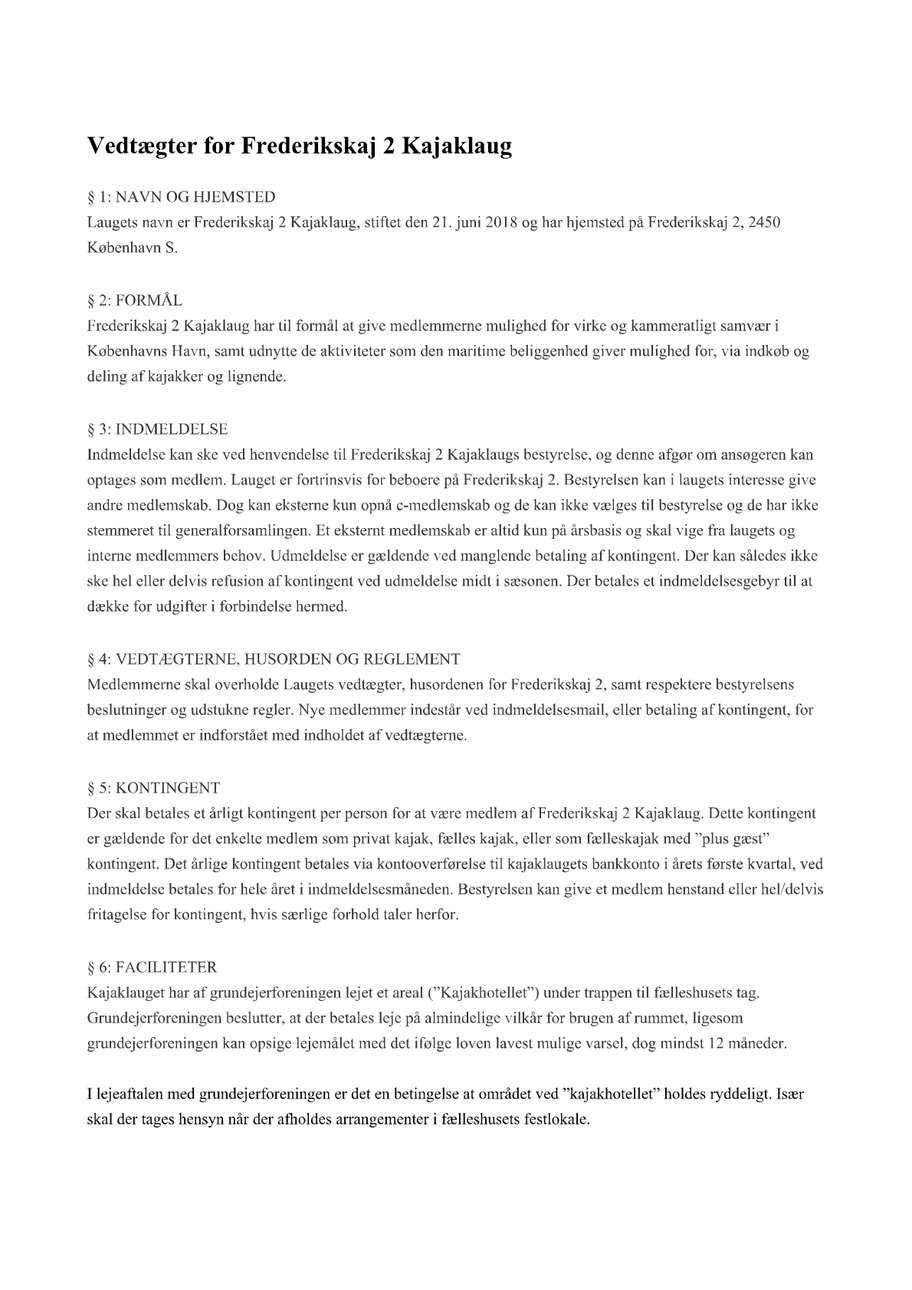 Vedtægter for Frederikskaj 2 Kajaklaug
§ 1: NAVN OG HJEMSTED
Laugets navn er Frederikskaj 2 Kajaklaug, stiftet den 21. juni 2018 og har hjemsted på Frederikskaj 2, 2450
København S.
§ 2: FORMÅL
Frederikskaj 2 Kajaklaug har til formål at give medlemmerne mulighed for virke og kammeratligt samvær i
Københavns Havn, samt udnytte de aktiviteter som den maritime beliggenhed giver mulighed for, via indkøb og
deling af kajakker og lignende.
§ 3: INDMELDELSE
Indmeldelse kan ske ved henvendelse til Frederikskaj 2 Kajaklaugs bestyrelse, og denne afgør om ansøgeren kan
optages som medlem. Lauget er fortrinsvis for beboere på Frederikskaj 2. Bestyrelsen kan i laugets interesse give
andre medlemskab. Dog kan eksterne kun opnå c-medlemskab og de kan ikke vælges til bestyrelse og de har ikke
stemmeret til generalforsamlingen. Et eksternt medlemskab er altid kun på årsbasis og skal vige fra laugets og
interne medlemmers behov. Udmeldelse er gældende ved manglende betaling af kontingent. Der kan således ikke
ske hel eller delvis refusion af kontingent ved udmeldelse midt i sæsonen. Der betales et indmeldelsesgebyr til at
dække for udgifter i forbindelse hermed.
§ 4: VEDTÆGTERNE, HUSORDEN OG REGLEMENT
Medlemmerne skal overholde Laugets vedtægter, husordenen for Frederikskaj 2, samt respektere bestyrelsens
beslutninger og udstukne regler. Nye medlemmer indestår ved indmeldelsesmail, eller betaling af kontingent, for
at medlemmet er indforstået med indholdet af vedtægterne.
§ 5: KONTINGENT
Der skal betales et årligt kontingent per person for at være medlem af Frederikskaj 2 Kajaklaug. Dette kontingent
er gældende for det enkelte medlem som privat kajak, fælles kajak, eller som fælleskajak med ”plus gæst”
kontingent. Det årlige kontingent betales via kontooverførelse til kajaklaugets bankkonto i årets første kvartal, ved
indmeldelse betales for hele året i indmeldelsesmåneden. Bestyrelsen kan give et medlem henstand eller hel/delvis
fritagelse for kontingent, hvis særlige forhold taler herfor.
§ 6: FACILITETER
Kajaklauget har af grundejerforeningen lejet et areal (”Kajakhotellet”) under trappen til fælleshusets tag.
Grundejerforeningen beslutter, at der betales leje på almindelige vilkår for brugen af rummet, ligesom
grundejerforeningen kan opsige lejemålet med det ifølge loven lavest mulige varsel, dog mindst 12 måneder.
I lejeaftalen med grundejerforeningen er det en betingelse at området ved ”kajakhotellet” holdes ryddeligt. Især
skal der tages hensyn når der afholdes arrangementer i fælleshusets festlokale.